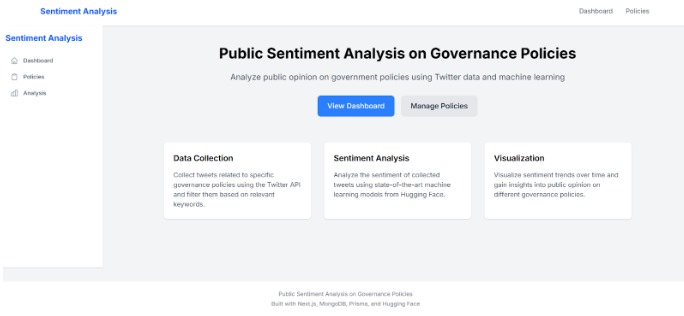 Sentiment Analysis
Dashboard Policies
Sentiment Analysis
Dashboard
Policies
Analysis
Public Sentiment Analysis on Governance Policies
Analyze public opinion on government policies using Twitter data and machine learning
View Dashboard
Manage Policies
Data Collection
Collect tweets related to specific
governance policies using the Twitter API
and filter them based on relevant
keywords.
Sentiment Analysis
Analyze the sentiment of collected
tweets using state-of-the-art machine
learning models from Hugging Face.
Visualization
Visualize sentiment trends over time and
gain insights into public opinion on
different governance policies.
Public Sentiment Analysis on Governance Policies
Built with Next.js, MongoDB, Prisma, and Hugging Face